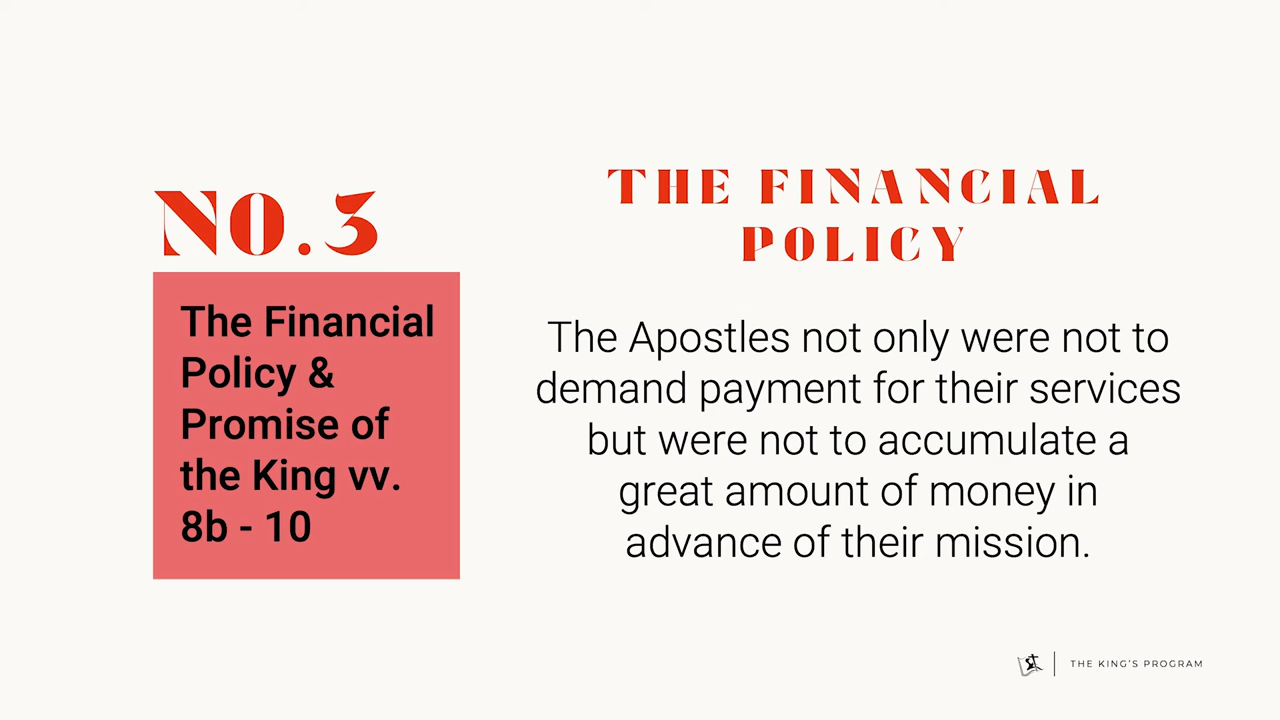 NO.3
The Financial
Policy &
Promise of
the King vv.
8b - 10
THE FINANCIAL
POLICY
The Apostles not only were not to
demand payment for their services
but were not to accumulate a
great amount of money in
advance of their mission.
THE KING'S PROGRAM